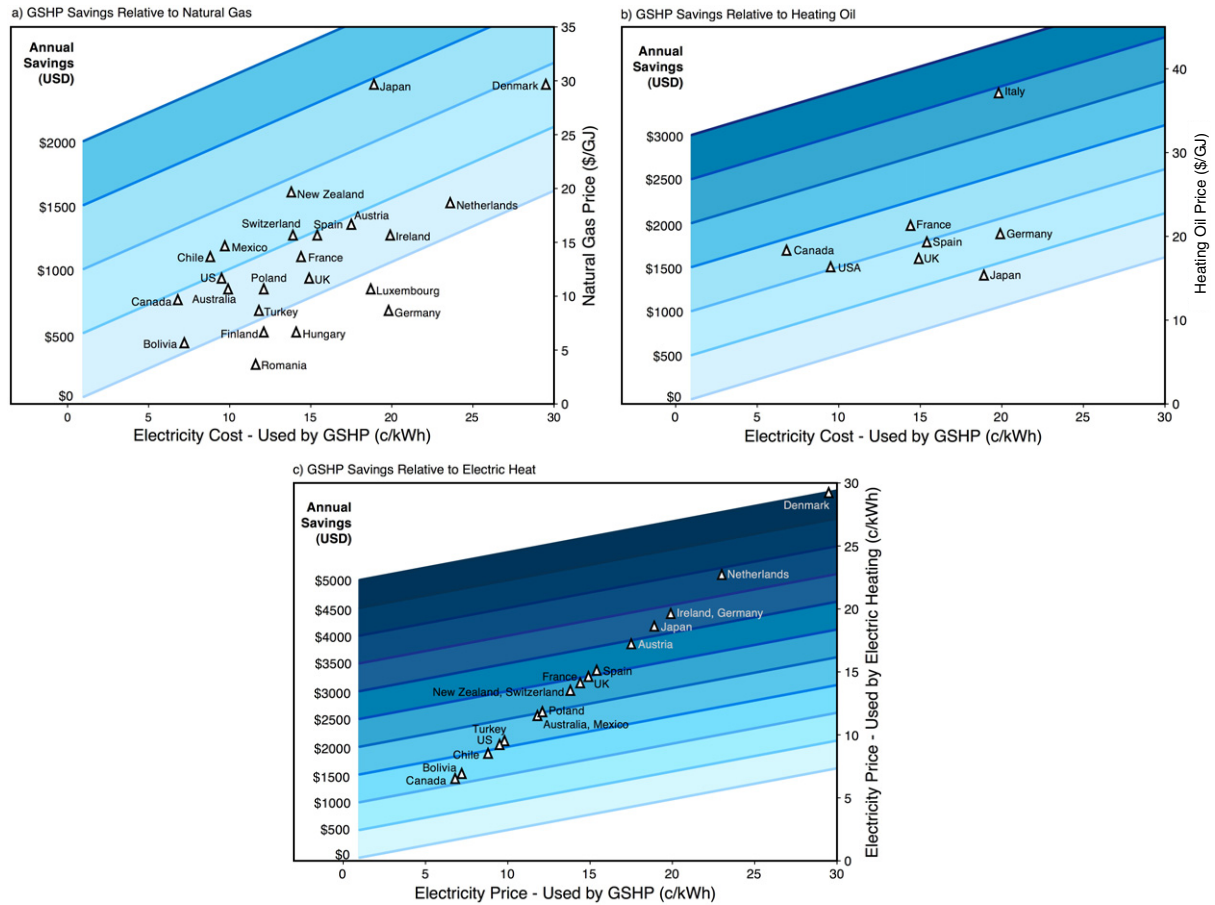 a) GSHP Savings Relative to Natural Gas
Annual
Savings
(USD)
$2000
$1500
$1000
$500
$0
35
30
25
20
15
10
5
0
Natural Gas Price ($/GJ)
Japan
Denmark
New Zealand
Netherlands
Switzerland
Spain
Austria
Ireland
Mexico
Chile
France
US
Poland
UK
Australia
Luxembourg
Canada
Turkey
Germany
Bolivia
Finland
Hungary
Romania
0 5 10 15 20 25 30
Electricity Cost - Used by GSHP (c/kWh)
b) GSHP Savings Relative to Heating Oil
Annual
Savings
(USD)
$3000
$2500
$2000
$1500
$1000
$500
$0
40
30
20
10
0
Heating Oil Price ($/GJ)
Italy
France
Germany
Canada
Spain
USA
UK
Japan
0 5 10 15 20 25 30
Electricity Cost - Used by GSHP (c/kWh)
c) GSHP Savings Relative to Electric Heat
Annual
Savings
(USD)
$5000
$4500
$4000
$3500
$3000
$2500
$2000
$1500
$1000
$500
$0
30
25
20
15
10
5
0
Electricity Price - Used by Electric Heating (c/kWh)
Denmark
Netherlands
Ireland, Germany
Japan
Austria
Spain
France
UK
New Zealand, Switzerland
Poland
Australia, Mexico
Turkey
US
Chile
Bolivia
Canada
0 5 10 15 20 25 30
Electricity Price - Used by GSHP (c/kWh)